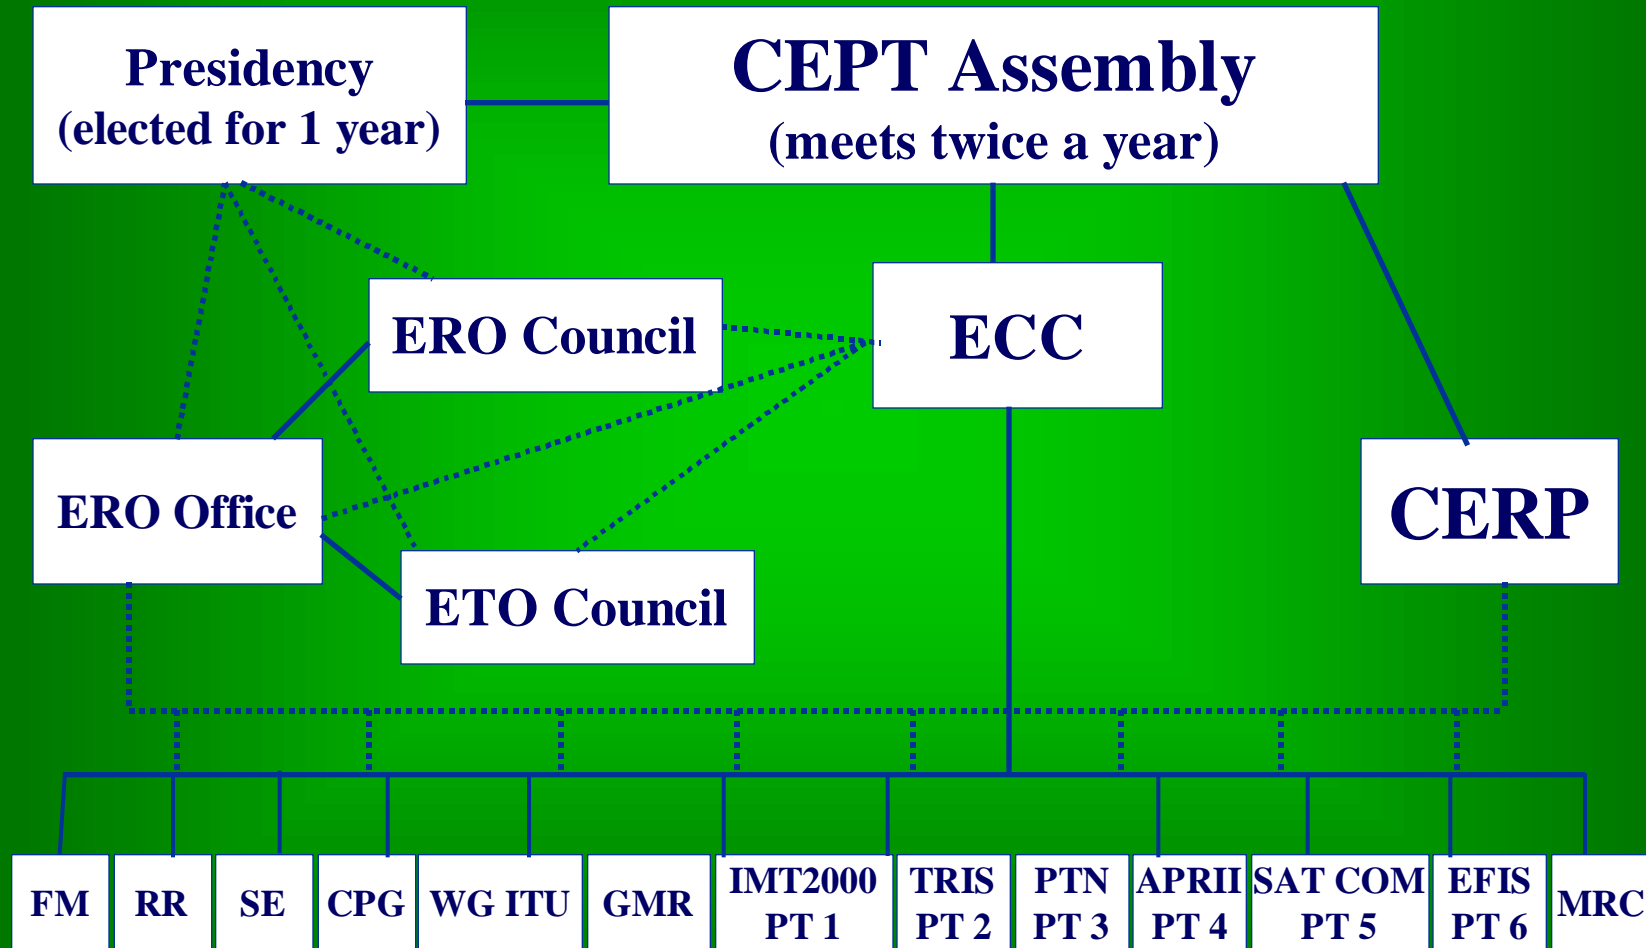 Presidency
(elected for 1 year)
CEPT Assembly
(meets twice a year)
ERO Council
ECC
ERO Office
CERP
ETO Council
FM
RR
SE
CPG
WG ITU
GMR
IMT2000
PT 1
TRIS
PT 2
PTN
PT 3
APRII
PT 4
SAT COM
PT 5
EFIS
PT 6
MRC